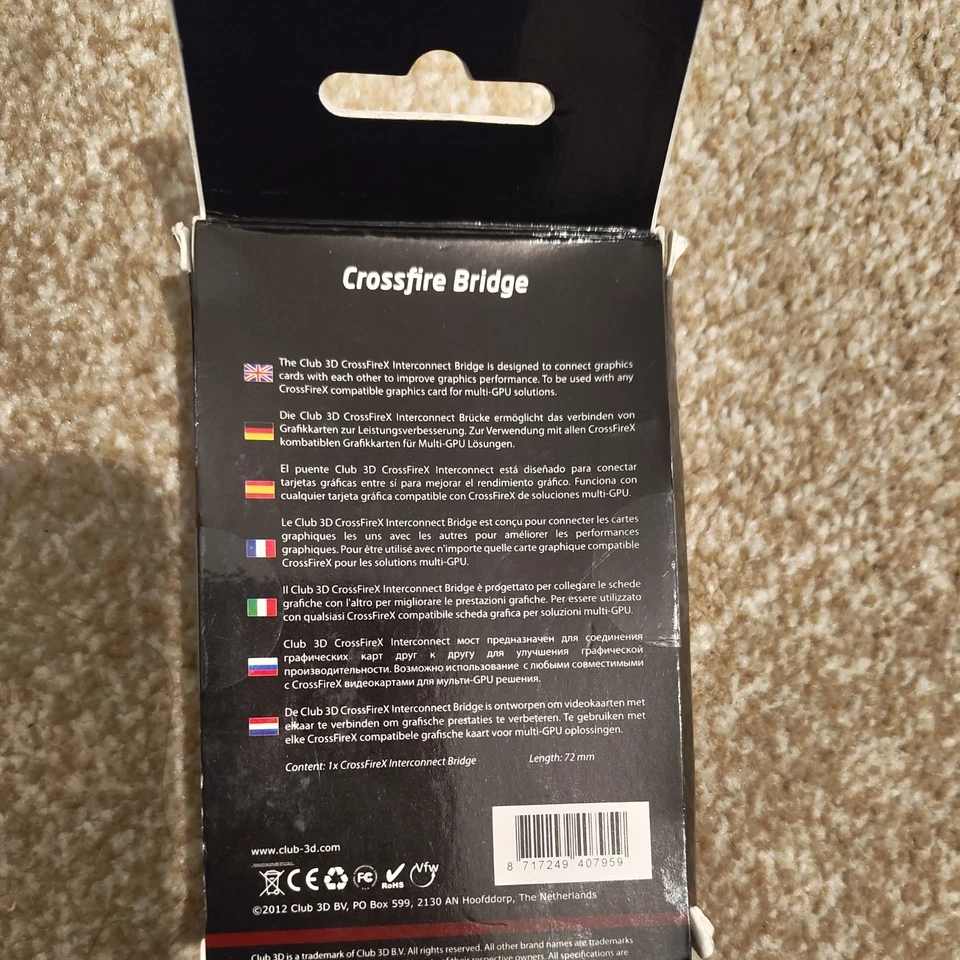 Crossfire Bridge
The Club 3D CrossFireX Interconnect Bridge is designed to connect graphics
cards with each other to improve graphics performance. To be used with any
CrossFireX compatible graphics card for multi-GPU solutions.
Die Club 3D CrossFireX Interconnect Brücke ermöglicht das verbinden von
Grafikkarten zur Leistungsverbesserung. Zur Verwendung mit allen CrossFireX
kombatiblen Grafikkarten für Multi-GPU Lösungen.
El puente Club 3D CrossFireX Interconnect está diseñado para conectar
tarjetas gráficas entre sí para mejorar el rendimiento gráfico. Funciona con
cualquier tarjeta gráfica compatible con CrossFireX de soluciones multi-GPU.
Le Club 3D CrossFireX Interconnect Bridge est conçu pour connecter les cartes
graphiques les uns avec les autres pour améliorer les performances
graphiques. Pour être utilisé avec n'importe quelle carte graphique compatible
CrossFireX pour les solutions multi-GPU.
Il Club 3D CrossFireX Interconnect Bridge è progettato per collegare le schede
grafiche con l'altro per migliorare le prestazioni grafiche. Per essere utilizzato
con qualsiasi CrossFireX compatibile scheda grafica per soluzioni multi-GPU.
Club 3D CrossFireX Interconnect мост предназначен для соединения
графических карт друг к другу для улучшения графической
производительности. Возможно использование с любыми совместимыми
с CrossFireX видеокартами для мульти-GPU решения.
De Club 3D CrossFireX Interconnect Bridge is ontworpen om videokaarten met
elkaar te verbinden om grafische prestaties te verbeteren. Te gebruiken met
elke CrossFireX compatibele grafische kaart voor multi-GPU oplossingen.
Content: 1x CrossFireX Interconnect Bridge Length: 72 mm
8 717249 407959
www.club-3d.com
CE FC RoHS Vfw
©2012 Club 3D BV, PO Box 599, 2130 AN Hoofddorp, The Netherlands
Club 3D is a trademark of Club 3D B.V. All rights reserved. All other brand names are trademarks
of their respective owners. All specifications are